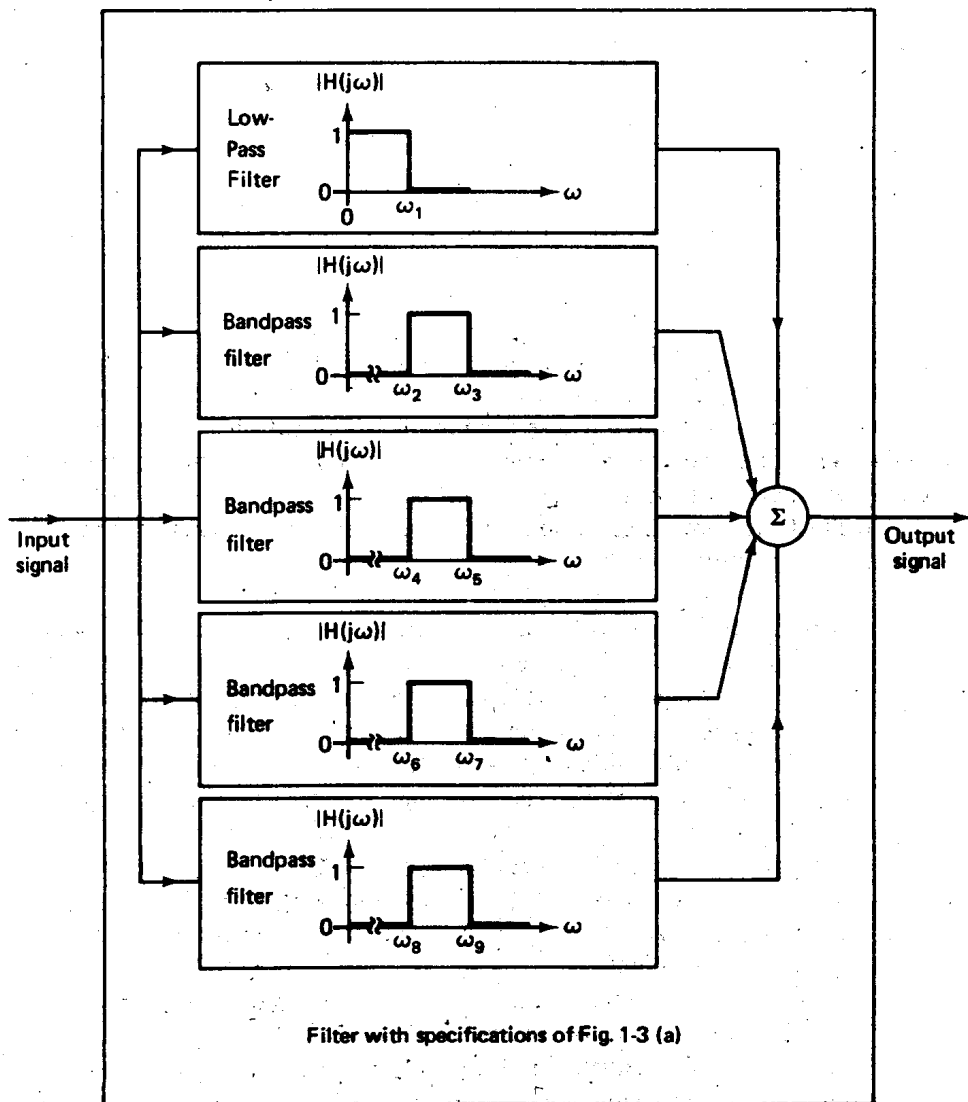 |H(jω)|
Low-
Pass
Filter
1
0
0
ω₁
ω
|H(jω)|
Bandpass
filter
1
0
ω₂
ω₃
ω
|H(jω)|
Bandpass
filter
1
0
ω₄
ω₅
ω
Input
signal
Σ
Output
signal
|H(jω)|
Bandpass
filter
1
0
ω₆
ω₇
ω
|H(jω)|
Bandpass
filter
1
0
ω₈
ω₉
ω
Filter with specifications of Fig. 1-3 (a)